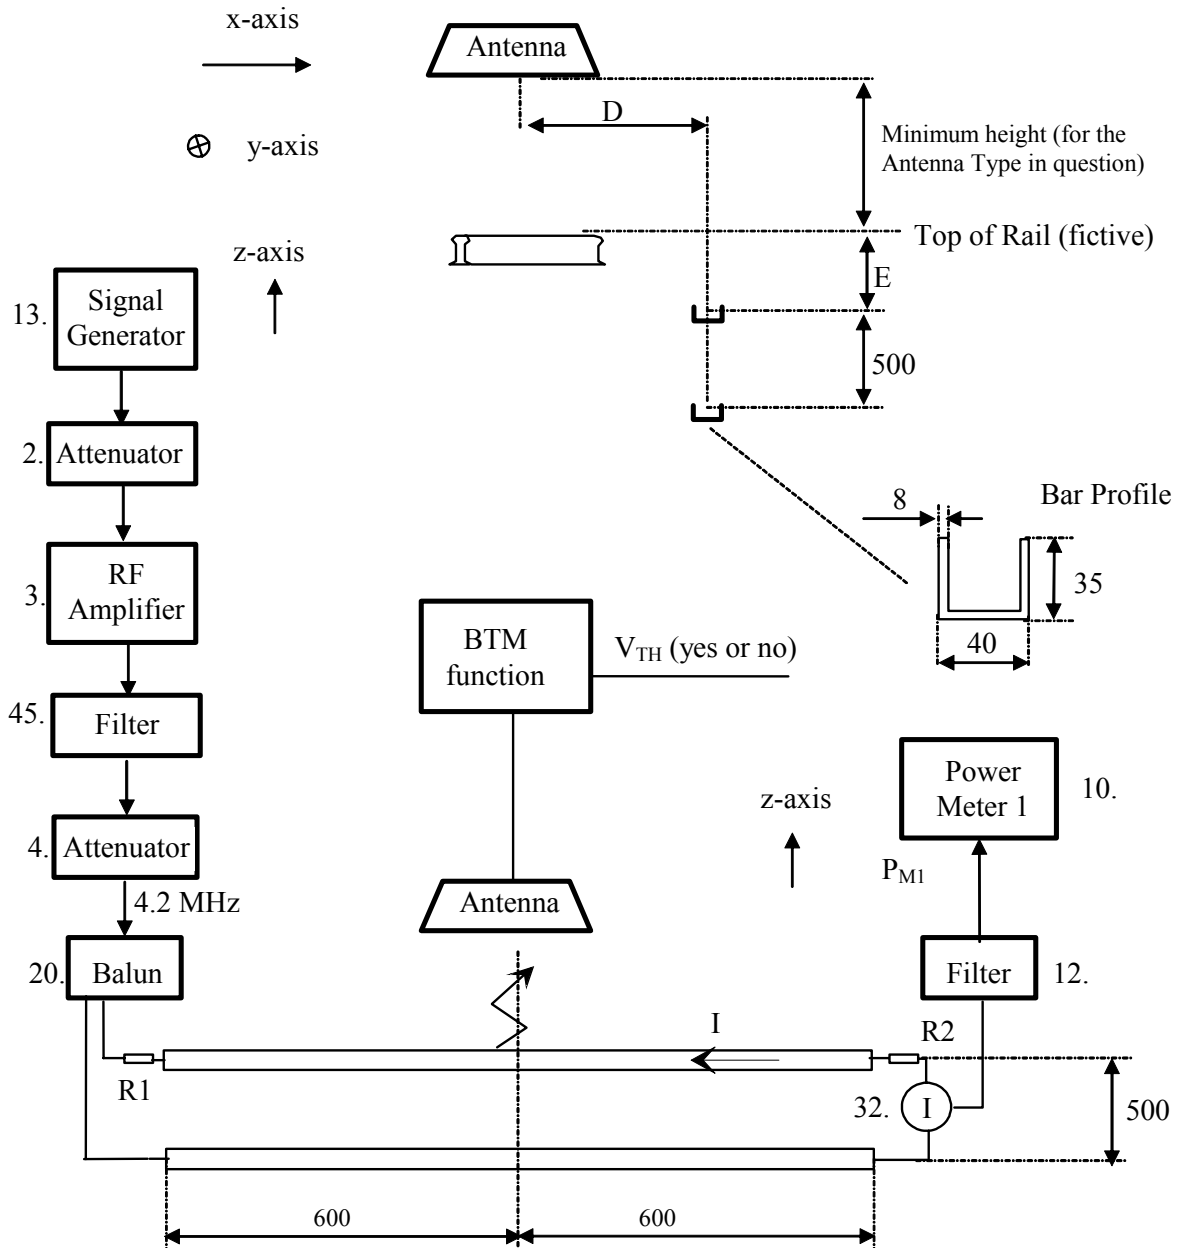 x-axis
Antenna
D
y-axis
Minimum height (for the
Antenna Type in question)
Top of Rail (fictive)
z-axis
E
13.
Signal
Generator
500
2.
Attenuator
8
Bar Profile
35
40
3.
RF
Amplifier
BTM
function
V_TH (yes or no)
45.
Filter
Power
Meter 1
10.
z-axis
4.
Attenuator
P_M1
4.2 MHz
Antenna
20.
Balun
Filter
12.
I
R2
R1
32.
I
500
600
600